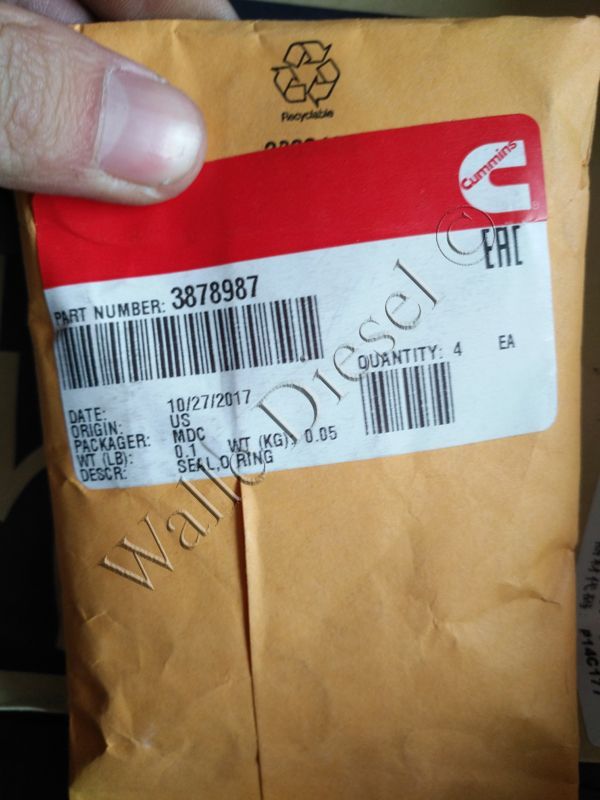 Recyclable
Cummins
EAC
PART NUMBER: 3878987
QUANTITY: 4 EA
DATE: 10/27/2017
ORIGIN: US
PACKAGER: MDC
WT (LB): 0.1 WT (KG): 0.05
DESCR: SEAL,O RING
Walle Diesel ©